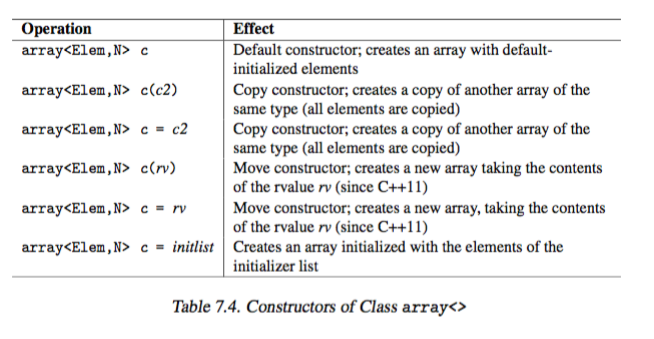 Operation Effect
array<Elem,N> c Default constructor; creates an array with default-
initialized elements
array<Elem,N> c(c2) Copy constructor; creates a copy of another array of the
same type (all elements are copied)
array<Elem,N> c = c2 Copy constructor; creates a copy of another array of the
same type (all elements are copied)
array<Elem,N> c(rv) Move constructor; creates a new array taking the contents
of the rvalue rv (since C++11)
array<Elem,N> c = rv Move constructor; creates a new array, taking the contents
of the rvalue rv (since C++11)
array<Elem,N> c = initlist Creates an array initialized with the elements of the
initializer list
Table 7.4. Constructors of Class array<>